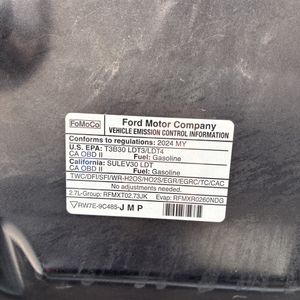 FoMoCo
Ford Motor Company
VEHICLE EMISSION CONTROL INFORMATION
Conforms to regulations: 2024 MY
U.S. EPA: T3B30 LDT3/LDT4
CA OBD II Fuel: Gasoline
California: SULEV30 LDT
CA OBD II Fuel: Gasoline
TWC/DFI/SFI/WR-H2OS/HO2S/EGR/EGRC/TC/CAC
No adjustments needed.
2.7L-Group: RFMXT02.73JK Evap: RFMXR0260NDG
RW7E-9C485-JMP